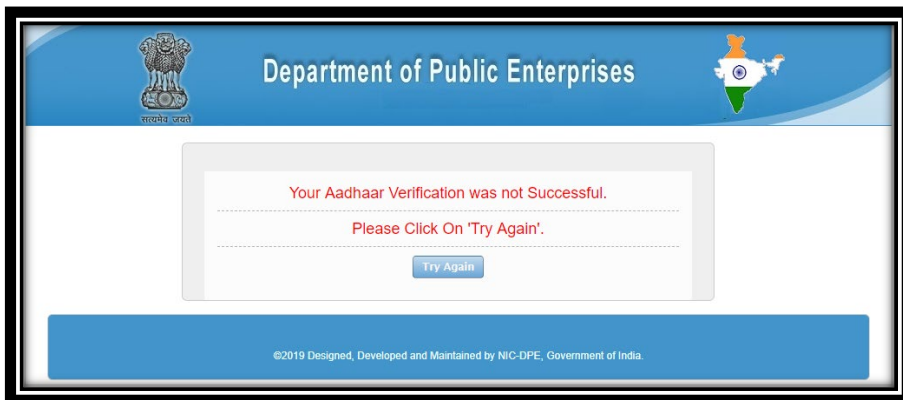 Department of Public Enterprises
सत्यमेव जयते
Your Aadhaar Verification was not Successful.
Please Click On 'Try Again'.
Try Again
©2019 Designed, Developed and Maintained by NIC-DPE, Government of India.